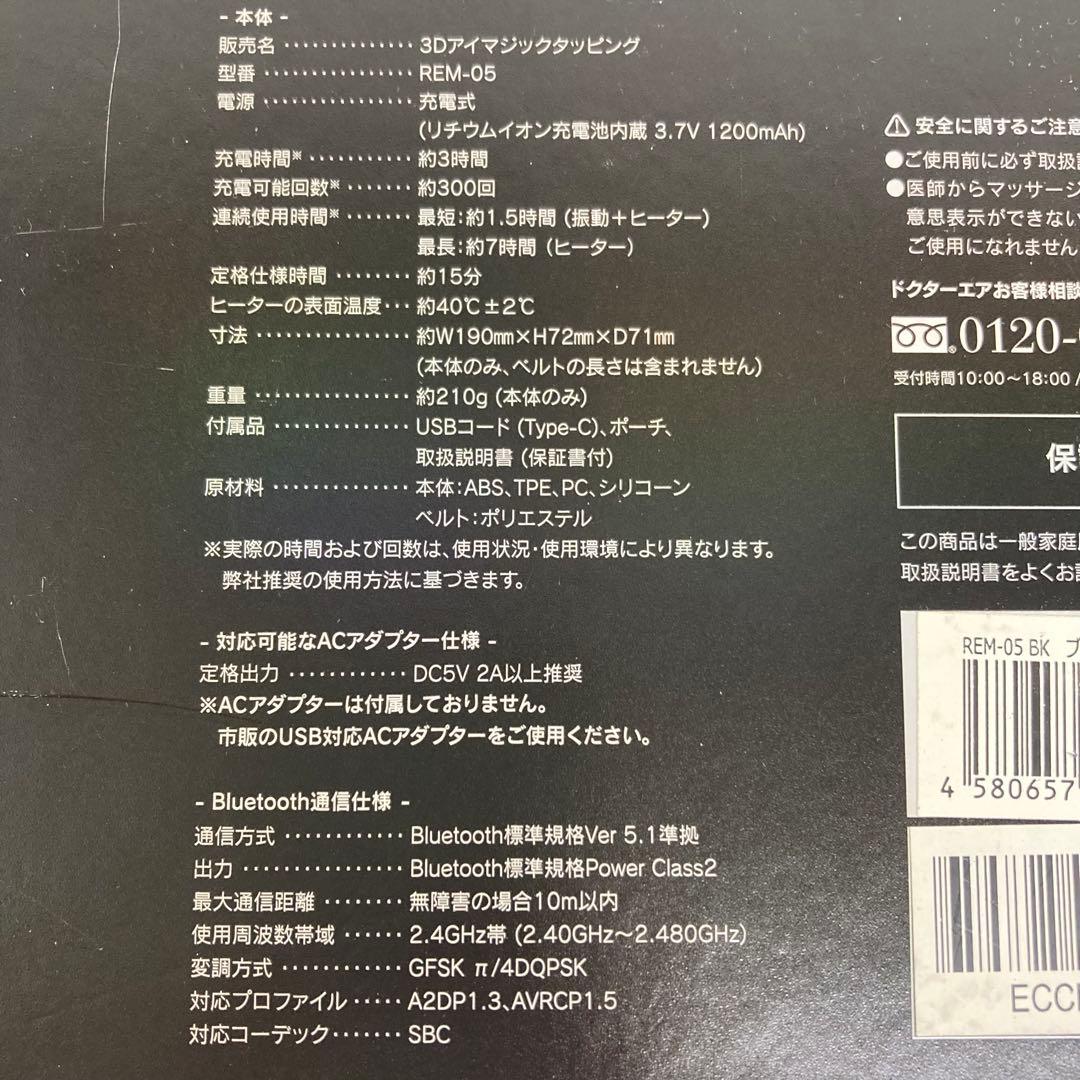 - 本体 -
販売名 ‥‥‥‥‥‥‥ 3Dアイマジックタッピング
型番 ‥‥‥‥‥‥‥‥ REM-05
電源 ‥‥‥‥‥‥‥‥ 充電式
(リチウムイオン充電池内蔵 3.7V 1200mAh)
充電時間※ ‥‥‥‥‥‥ 約3時間
充電可能回数※ ‥‥‥‥ 約300回
連続使用時間※ ‥‥‥‥ 最短:約1.5時間 (振動+ヒーター)
最長:約7時間 (ヒーター)
定格仕様時間 ‥‥‥‥ 約15分
ヒーターの表面温度‥‥ 約40℃±2℃
寸法 ‥‥‥‥‥‥‥‥ 約W190㎜×H72㎜×D71㎜
(本体のみ、ベルトの長さは含まれません)
重量 ‥‥‥‥‥‥‥‥ 約210g (本体のみ)
付属品 ‥‥‥‥‥‥‥ USBコード (Type-C)、ポーチ、
取扱説明書 (保証書付)
原材料 ‥‥‥‥‥‥‥ 本体:ABS、TPE、PC、シリコーン
ベルト:ポリエステル
※実際の時間および回数は、使用状況・使用環境により異なります。
弊社推奨の使用方法に基づきます。
- 対応可能なACアダプター仕様 -
定格出力 ‥‥‥‥‥‥ DC5V 2A以上推奨
※ACアダプターは付属しておりません。
市販のUSB対応ACアダプターをご使用ください。
- Bluetooth通信仕様 -
通信方式 ‥‥‥‥‥‥ Bluetooth標準規格Ver 5.1準拠
出力 ‥‥‥‥‥‥‥‥ Bluetooth標準規格Power Class2
最大通信距離 ‥‥‥‥ 無障害の場合10m以内
使用周波数帯域 ‥‥‥ 2.4GHz帯 (2.40GHz〜2.480GHz)
変調方式 ‥‥‥‥‥‥ GFSK π/4DQPSK
対応プロファイル ‥‥‥ A2DP1.3、AVRCP1.5
対応コーデック‥‥‥‥ SBC
⚠ 安全に関するご注意
●ご使用前に必ず取扱
●医師からマッサージ
意思表示ができない
ご使用になれません
ドクターエアお客様相談
0120-
受付時間10:00〜18:00 /
保
この商品は一般家庭
取扱説明書をよくお
REM-05 BK ブ
4 580657
ECC